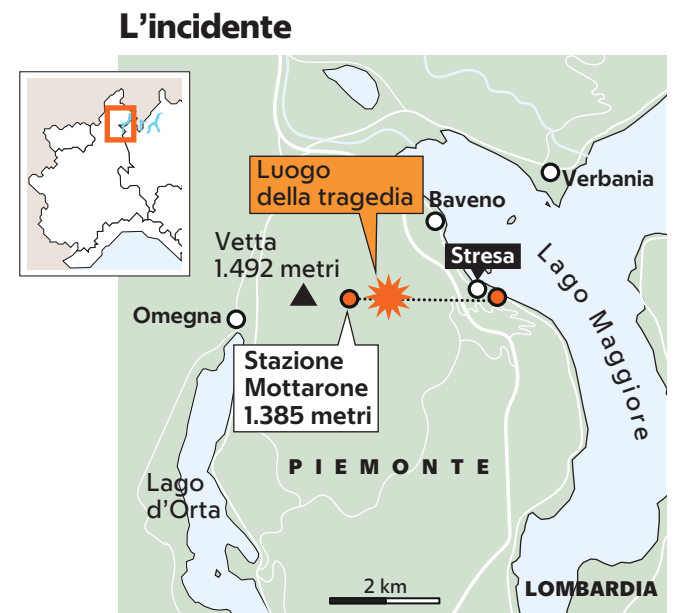 L'incidente
Luogo
della tragedia
Verbania
Baveno
Vetta
1.492 metri
Stresa
Lago Maggiore
Omegna
Stazione
Mottarone
1.385 metri
PIEMONTE
Lago
d'Orta
2 km
LOMBARDIA